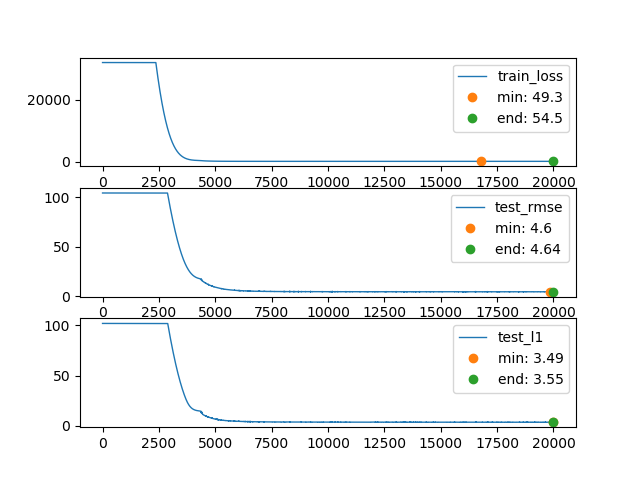 train_loss
min: 49.3
end: 54.5
20000
0
0 2500 5000 7500 10000 12500 15000 17500 20000
test_rmse
min: 4.6
end: 4.64
100
50
0
0 2500 5000 7500 10000 12500 15000 17500 20000
test_l1
min: 3.49
end: 3.55
100
50
0
0 2500 5000 7500 10000 12500 15000 17500 20000